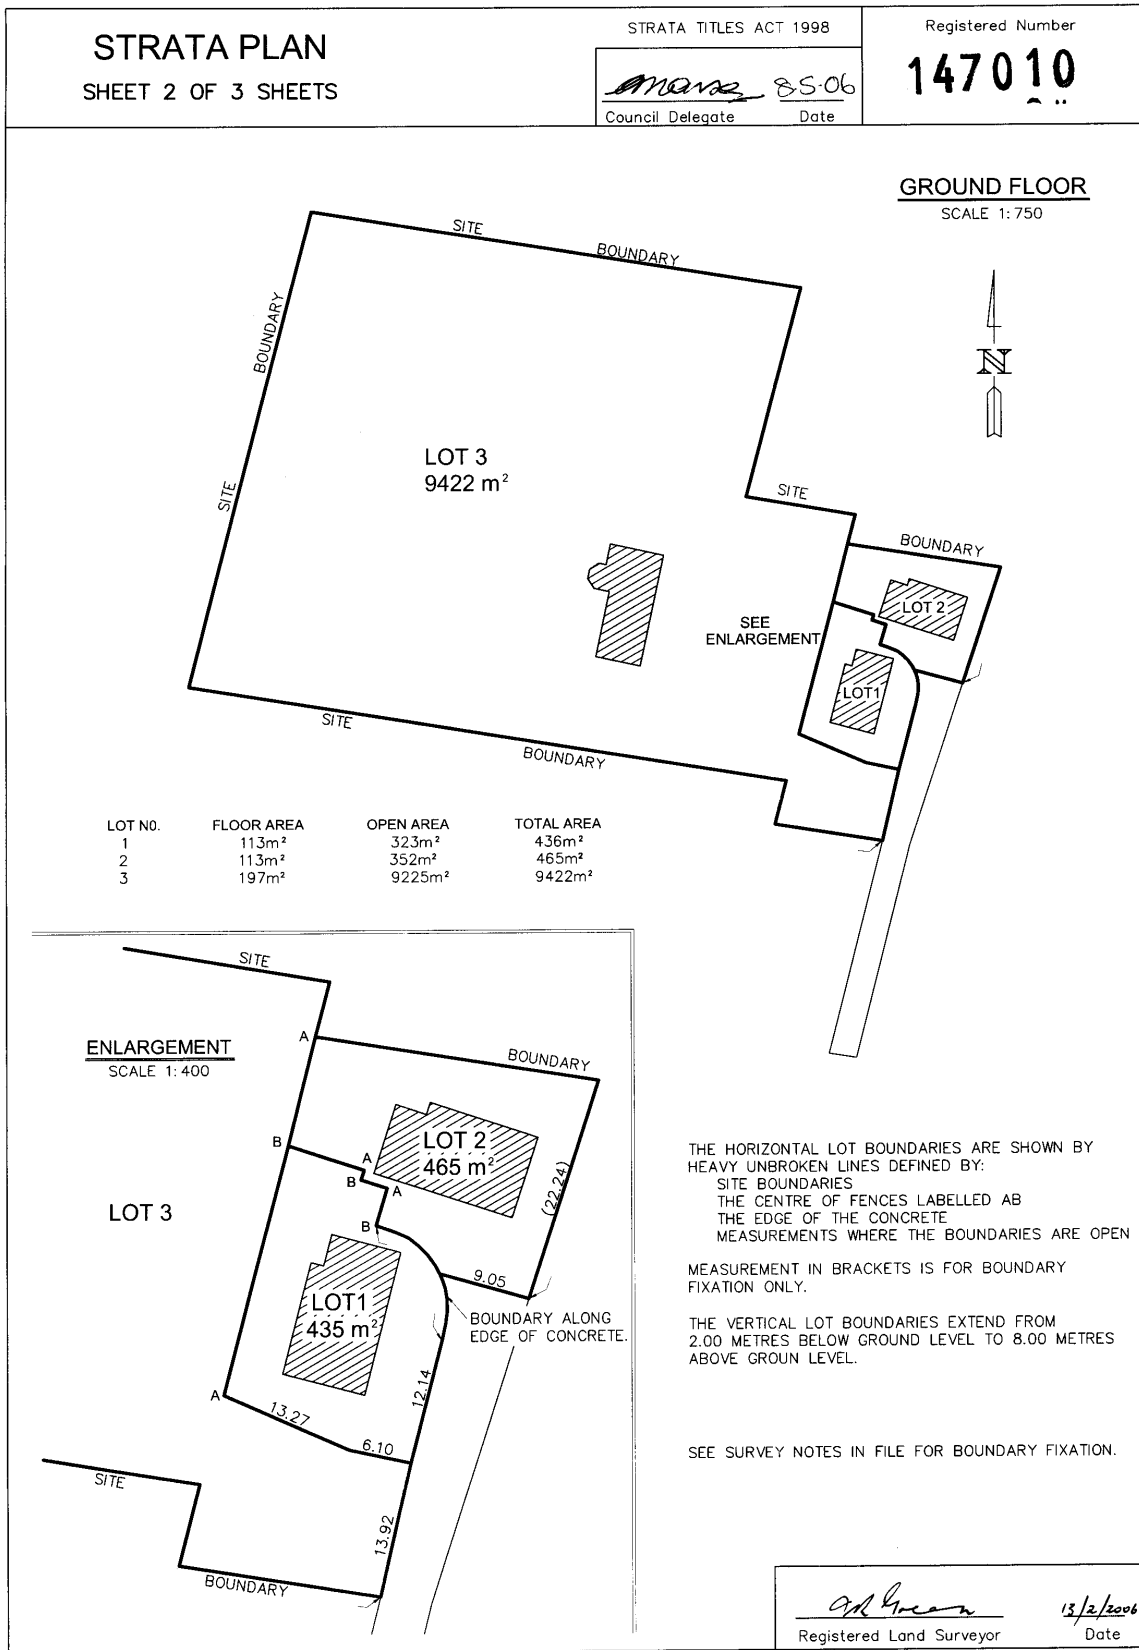 STRATA PLAN
SHEET 2 OF 3 SHEETS
STRATA TITLES ACT 1998
8-5-06
Council Delegate Date
Registered Number
147010
GROUND FLOOR
SCALE 1:750
N
SITE
BOUNDARY
BOUNDARY
SITE
LOT 3
9422 m²
SITE
BOUNDARY
LOT 2
SEE
ENLARGEMENT
LOT1
SITE
BOUNDARY
LOT NO. FLOOR AREA OPEN AREA TOTAL AREA
1 113m² 323m² 436m²
2 113m² 352m² 465m²
3 197m² 9225m² 9422m²
SITE
ENLARGEMENT
SCALE 1:400
A
BOUNDARY
B
LOT 2
465 m²
A
B
A
(22.24)
LOT 3
B
9.05
LOT1
435 m²
BOUNDARY ALONG
EDGE OF CONCRETE.
A
13.27
12.14
6.10
SITE
13.92
BOUNDARY
THE HORIZONTAL LOT BOUNDARIES ARE SHOWN BY
HEAVY UNBROKEN LINES DEFINED BY:
SITE BOUNDARIES
THE CENTRE OF FENCES LABELLED AB
THE EDGE OF THE CONCRETE
MEASUREMENTS WHERE THE BOUNDARIES ARE OPEN
MEASUREMENT IN BRACKETS IS FOR BOUNDARY
FIXATION ONLY.
THE VERTICAL LOT BOUNDARIES EXTEND FROM
2.00 METRES BELOW GROUND LEVEL TO 8.00 METRES
ABOVE GROUN LEVEL.
SEE SURVEY NOTES IN FILE FOR BOUNDARY FIXATION.
13/2/2006
Registered Land Surveyor Date